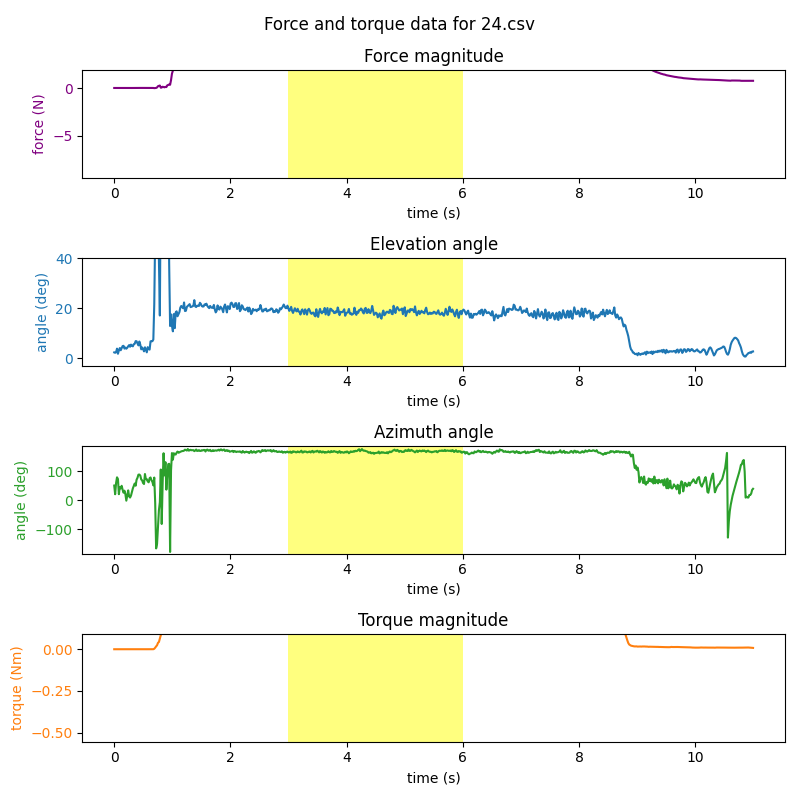 Force and torque data for 24.csv
Force magnitude
force (N)
0
−5
0 2 4 6 8 10
time (s)
Elevation angle
angle (deg)
40
20
0
0 2 4 6 8 10
time (s)
Azimuth angle
angle (deg)
100
0
−100
0 2 4 6 8 10
time (s)
Torque magnitude
torque (Nm)
0.00
−0.25
−0.50
0 2 4 6 8 10
time (s)